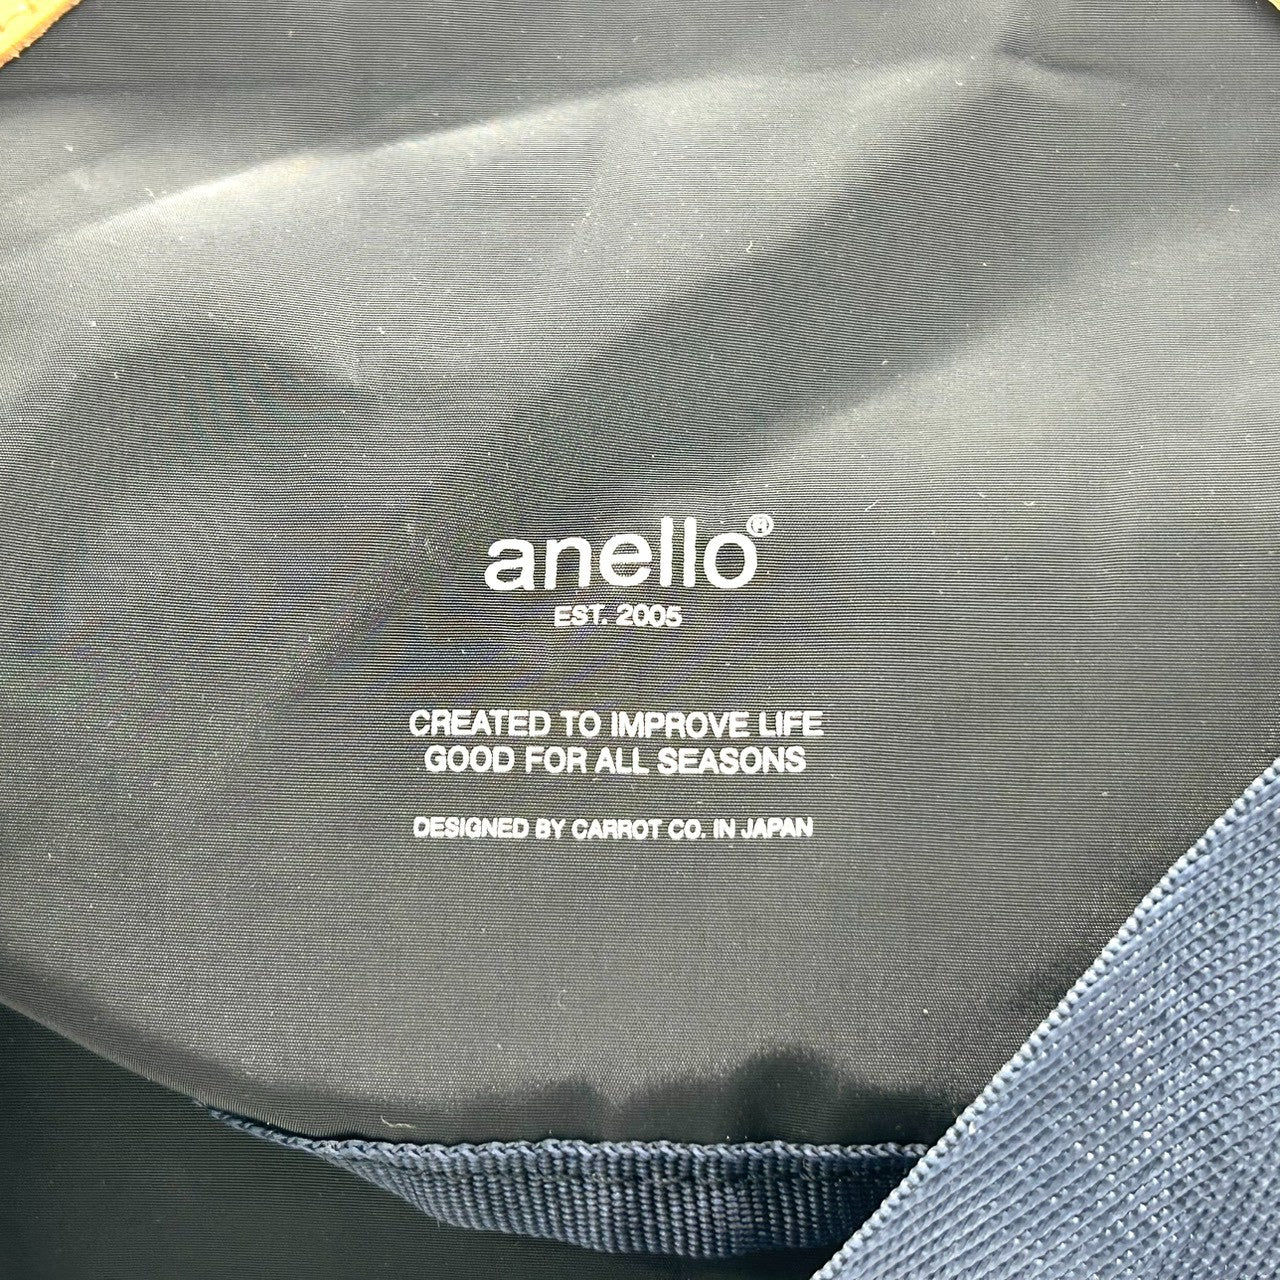 anello®
EST. 2005
CREATED TO IMPROVE LIFE
GOOD FOR ALL SEASONS
DESIGNED BY CARROT CO. IN JAPAN